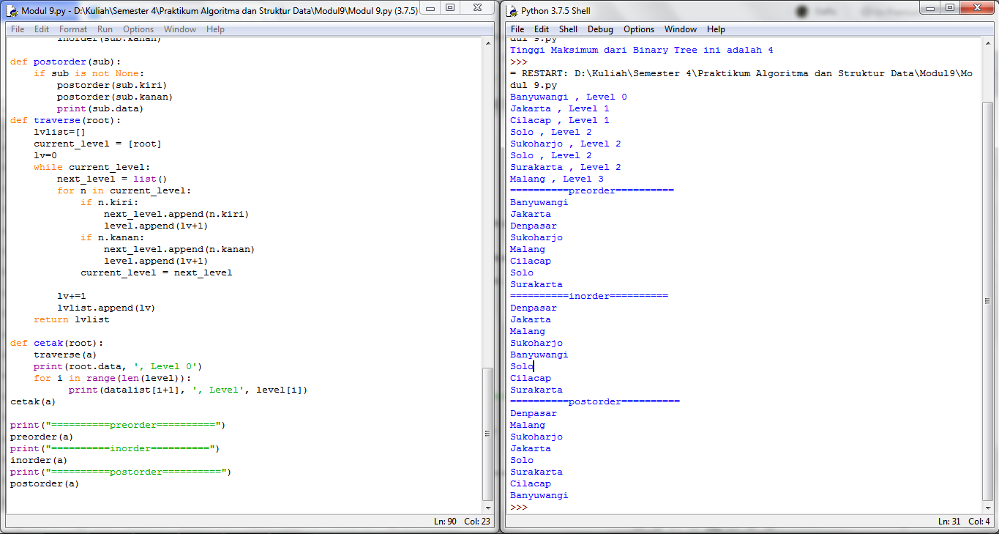 Modul 9.py - D:\Kuliah\Semester 4\Praktikum Algoritma dan Struktur Data\Modul9\Modul 9.py (3.7.5)
File Edit Format Run Options Window Help
inorder(sub.kanan)
def postorder(sub):
    if sub is not None:
        postorder(sub.kiri)
        postorder(sub.kanan)
        print(sub.data)
def traverse(root):
    lvlist=[]
    current_level = [root]
    lv=0
    while current_level:
        next_level = list()
        for n in current_level:
            if n.kiri:
                next_level.append(n.kiri)
                level.append(lv+1)
            if n.kanan:
                next_level.append(n.kanan)
                level.append(lv+1)
            current_level = next_level
        lv+=1
        lvlist.append(lv)
    return lvlist
def cetak(root):
    traverse(a)
    print(root.data, ', Level 0')
    for i in range(len(level)):
          print(datalist[i+1], ', Level', level[i])
cetak(a)
print("==========preorder==========")
preorder(a)
print("==========inorder==========")
inorder(a)
print("==========postorder==========")
postorder(a)
Ln: 90 Col: 23
Python 3.7.5 Shell
File Edit Shell Debug Options Window Help
dul 9.py
Tinggi Maksimum dari Binary Tree ini adalah 4
>>>
= RESTART: D:\Kuliah\Semester 4\Praktikum Algoritma dan Struktur Data\Modul9\Mo
dul 9.py
Banyuwangi , Level 0
Jakarta , Level 1
Cilacap , Level 1
Solo , Level 2
Sukoharjo , Level 2
Solo , Level 2
Surakarta , Level 2
Malang , Level 3
==========preorder==========
Banyuwangi
Jakarta
Denpasar
Sukoharjo
Malang
Cilacap
Solo
Surakarta
==========inorder==========
Denpasar
Jakarta
Malang
Sukoharjo
Banyuwangi
Solo
Cilacap
Surakarta
==========postorder==========
Denpasar
Malang
Sukoharjo
Jakarta
Solo
Surakarta
Cilacap
Banyuwangi
>>>
Ln: 31 Col: 4